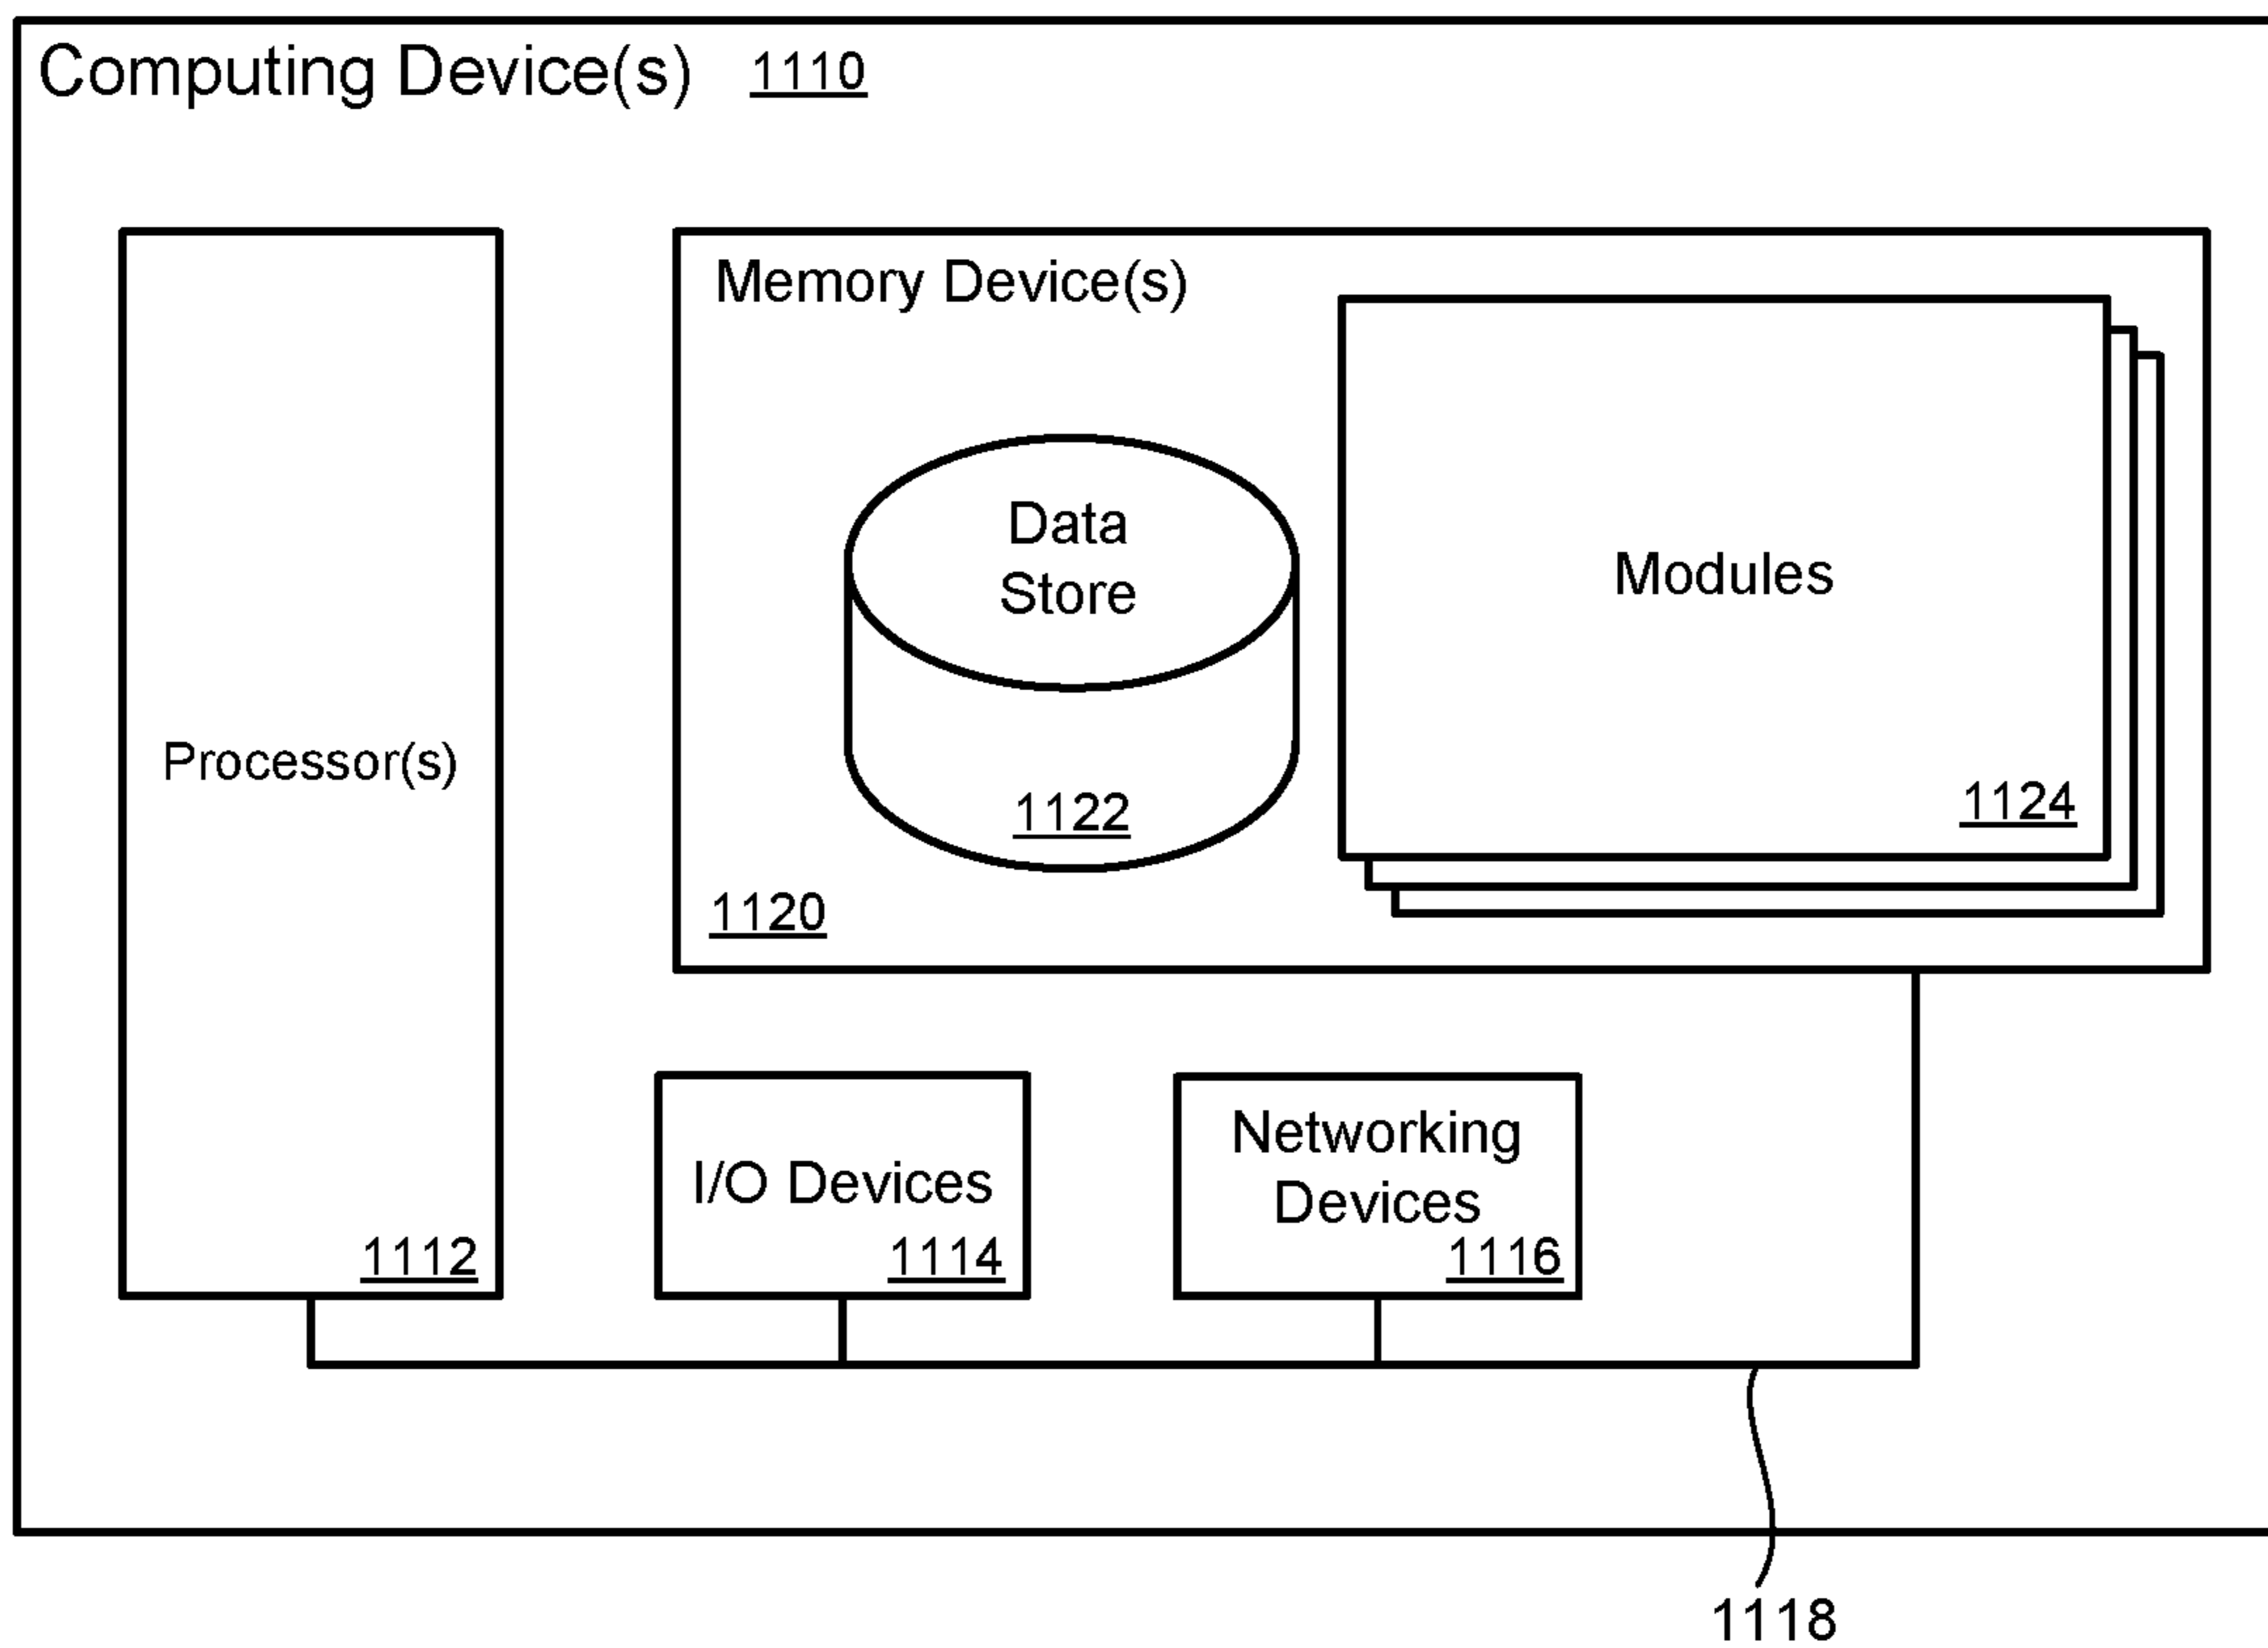 Computing Device(s) 1110
Processor(s)
1112
Memory Device(s)
Data
Store
1122
1120
Modules
1124
I/O Devices
1114
Networking
Devices
1116
1118